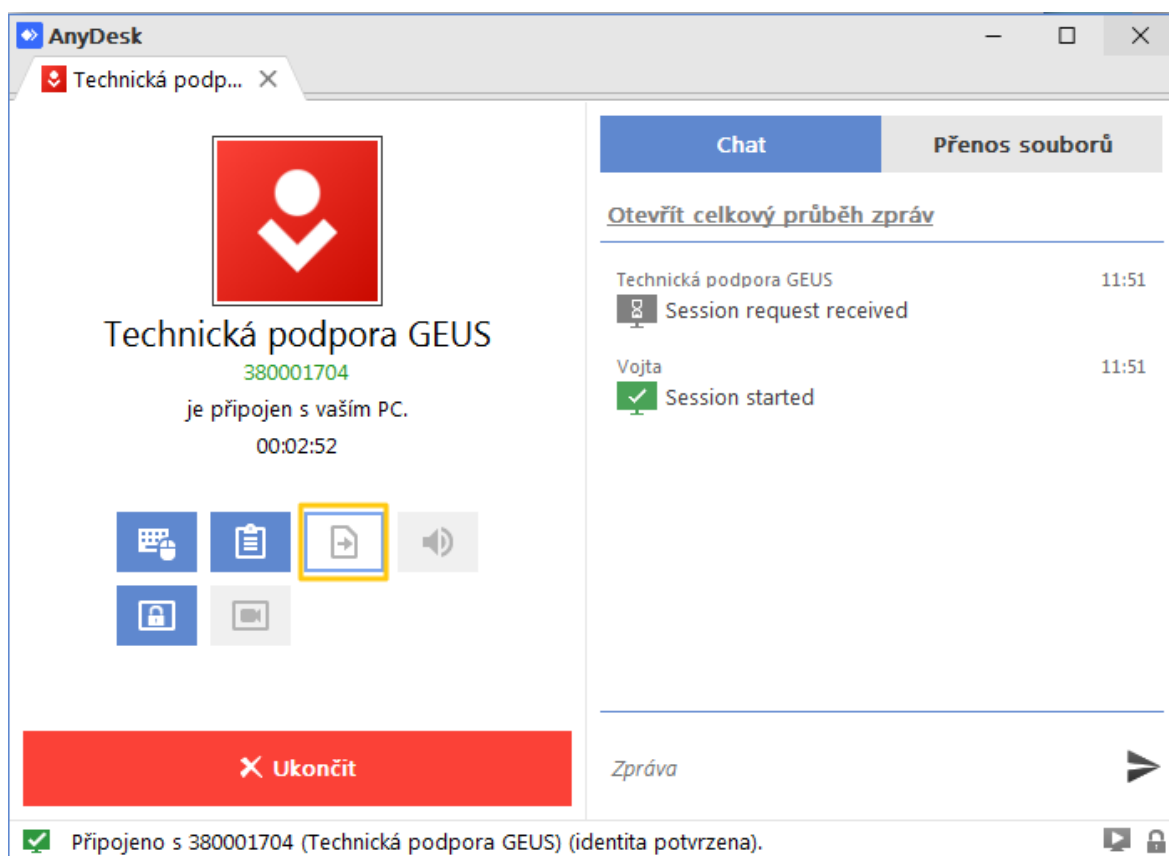 AnyDesk
Technická podp...
Technická podpora GEUS
380001704
je připojen s vaším PC.
00:02:52
Ukončit
Chat
Přenos souborů
Otevřít celkový průběh zpráv
Technická podpora GEUS 11:51
Session request received
Vojta 11:51
Session started
Zpráva
Připojeno s 380001704 (Technická podpora GEUS) (identita potvrzena).